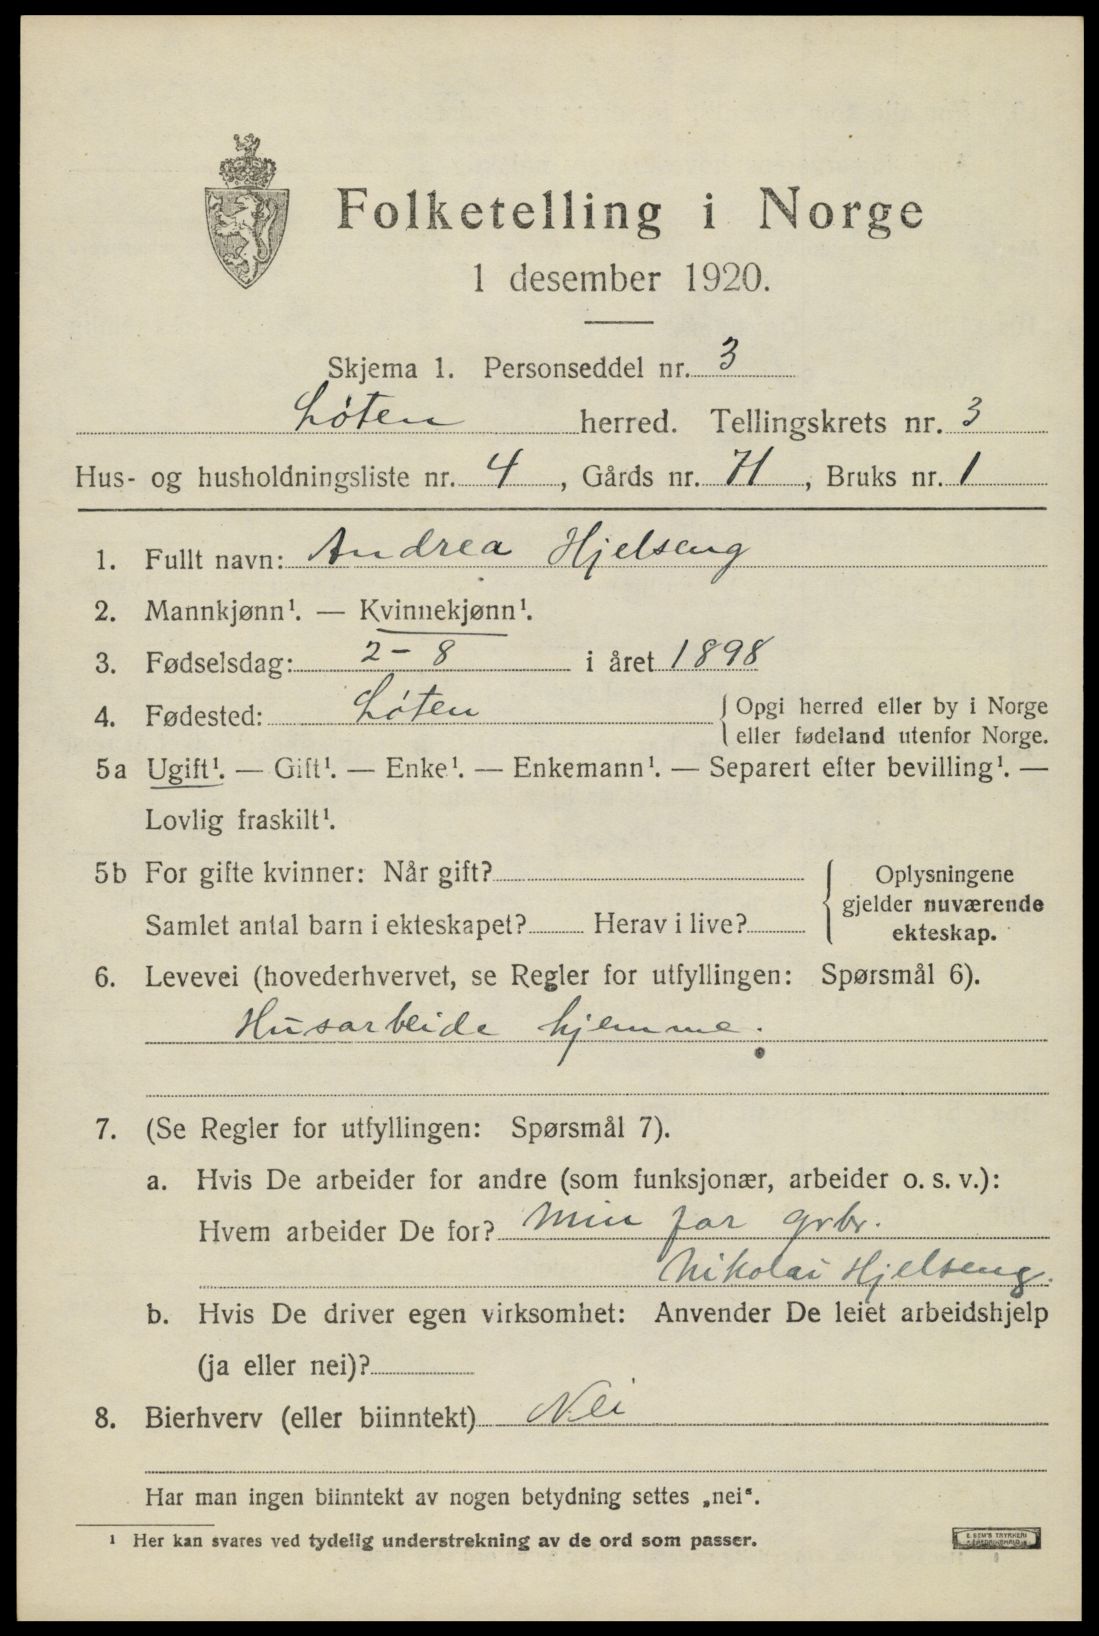 Folketelling i Norge
1 desember 1920.
Skjema 1. Personseddel nr. 3
Løten herred. Tellingskrets nr. 3
Hus- og husholdningsliste nr. 4, Gårds nr. 71, Bruks nr. 1
1. Fullt navn: Andrea Hjelseng
2. Mannkjønn¹. — Kvinnekjønn¹.
3. Fødselsdag: 2 - 8 i året 1898
4. Fødested: Løten { Opgi herred eller by i Norge
eller fødeland utenfor Norge.
5a Ugift¹. — Gift¹. — Enke¹. — Enkemann¹. — Separert efter bevilling¹. —
Lovlig fraskilt¹.
5b For gifte kvinner: Når gift? { Oplysningene
gjelder nuværende
Samlet antal barn i ekteskapet? Herav i live? ekteskap.
6. Levevei (hovederhvervet, se Regler for utfyllingen: Spørsmål 6).
Husarbeide hjemme.
7. (Se Regler for utfyllingen: Spørsmål 7).
a. Hvis De arbeider for andre (som funksjonær, arbeider o. s. v.):
Hvem arbeider De for? Min far grbr.
Nikolai Hjelseng.
b. Hvis De driver egen virksomhet: Anvender De leiet arbeidshjelp
(ja eller nei)?
8. Bierhverv (eller biinntekt) Nei
Har man ingen biinntekt av nogen betydning settes „nei".
¹ Her kan svares ved tydelig understrekning av de ord som passer.
E. SEM'S TRYKKERI
FREDRIKSHALD